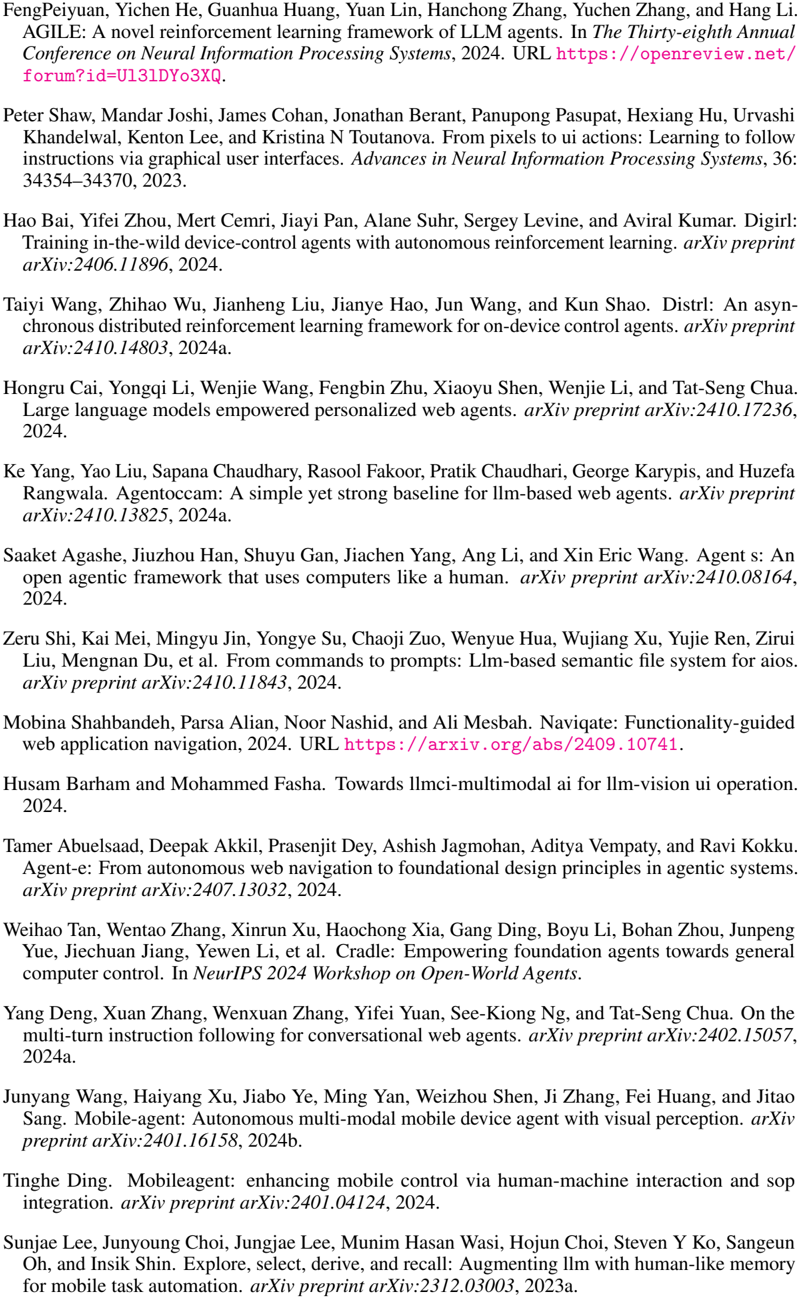 FengPeiyuan, Yichen He, Guanhua Huang, Yuan Lin, Hanchong Zhang, Yuchen Zhang, and Hang Li.
AGILE: A novel reinforcement learning framework of LLM agents. In The Thirty-eighth Annual
Conference on Neural Information Processing Systems, 2024. URL https://openreview.net/
forum?id=Ul3lDYo3XQ.
Peter Shaw, Mandar Joshi, James Cohan, Jonathan Berant, Panupong Pasupat, Hexiang Hu, Urvashi
Khandelwal, Kenton Lee, and Kristina N Toutanova. From pixels to ui actions: Learning to follow
instructions via graphical user interfaces. Advances in Neural Information Processing Systems, 36:
34354–34370, 2023.
Hao Bai, Yifei Zhou, Mert Cemri, Jiayi Pan, Alane Suhr, Sergey Levine, and Aviral Kumar. Digirl:
Training in-the-wild device-control agents with autonomous reinforcement learning. arXiv preprint
arXiv:2406.11896, 2024.
Taiyi Wang, Zhihao Wu, Jianheng Liu, Jianye Hao, Jun Wang, and Kun Shao. Distrl: An asyn-
chronous distributed reinforcement learning framework for on-device control agents. arXiv preprint
arXiv:2410.14803, 2024a.
Hongru Cai, Yongqi Li, Wenjie Wang, Fengbin Zhu, Xiaoyu Shen, Wenjie Li, and Tat-Seng Chua.
Large language models empowered personalized web agents. arXiv preprint arXiv:2410.17236,
2024.
Ke Yang, Yao Liu, Sapana Chaudhary, Rasool Fakoor, Pratik Chaudhari, George Karypis, and Huzefa
Rangwala. Agentoccam: A simple yet strong baseline for llm-based web agents. arXiv preprint
arXiv:2410.13825, 2024a.
Saaket Agashe, Jiuzhou Han, Shuyu Gan, Jiachen Yang, Ang Li, and Xin Eric Wang. Agent s: An
open agentic framework that uses computers like a human. arXiv preprint arXiv:2410.08164,
2024.
Zeru Shi, Kai Mei, Mingyu Jin, Yongye Su, Chaoji Zuo, Wenyue Hua, Wujiang Xu, Yujie Ren, Zirui
Liu, Mengnan Du, et al. From commands to prompts: Llm-based semantic file system for aios.
arXiv preprint arXiv:2410.11843, 2024.
Mobina Shahbandeh, Parsa Alian, Noor Nashid, and Ali Mesbah. Naviqate: Functionality-guided
web application navigation, 2024. URL https://arxiv.org/abs/2409.10741.
Husam Barham and Mohammed Fasha. Towards llmci-multimodal ai for llm-vision ui operation.
2024.
Tamer Abuelsaad, Deepak Akkil, Prasenjit Dey, Ashish Jagmohan, Aditya Vempaty, and Ravi Kokku.
Agent-e: From autonomous web navigation to foundational design principles in agentic systems.
arXiv preprint arXiv:2407.13032, 2024.
Weihao Tan, Wentao Zhang, Xinrun Xu, Haochong Xia, Gang Ding, Boyu Li, Bohan Zhou, Junpeng
Yue, Jiechuan Jiang, Yewen Li, et al. Cradle: Empowering foundation agents towards general
computer control. In NeurIPS 2024 Workshop on Open-World Agents.
Yang Deng, Xuan Zhang, Wenxuan Zhang, Yifei Yuan, See-Kiong Ng, and Tat-Seng Chua. On the
multi-turn instruction following for conversational web agents. arXiv preprint arXiv:2402.15057,
2024a.
Junyang Wang, Haiyang Xu, Jiabo Ye, Ming Yan, Weizhou Shen, Ji Zhang, Fei Huang, and Jitao
Sang. Mobile-agent: Autonomous multi-modal mobile device agent with visual perception. arXiv
preprint arXiv:2401.16158, 2024b.
Tinghe Ding. Mobileagent: enhancing mobile control via human-machine interaction and sop
integration. arXiv preprint arXiv:2401.04124, 2024.
Sunjae Lee, Junyoung Choi, Jungjae Lee, Munim Hasan Wasi, Hojun Choi, Steven Y Ko, Sangeun
Oh, and Insik Shin. Explore, select, derive, and recall: Augmenting llm with human-like memory
for mobile task automation. arXiv preprint arXiv:2312.03003, 2023a.